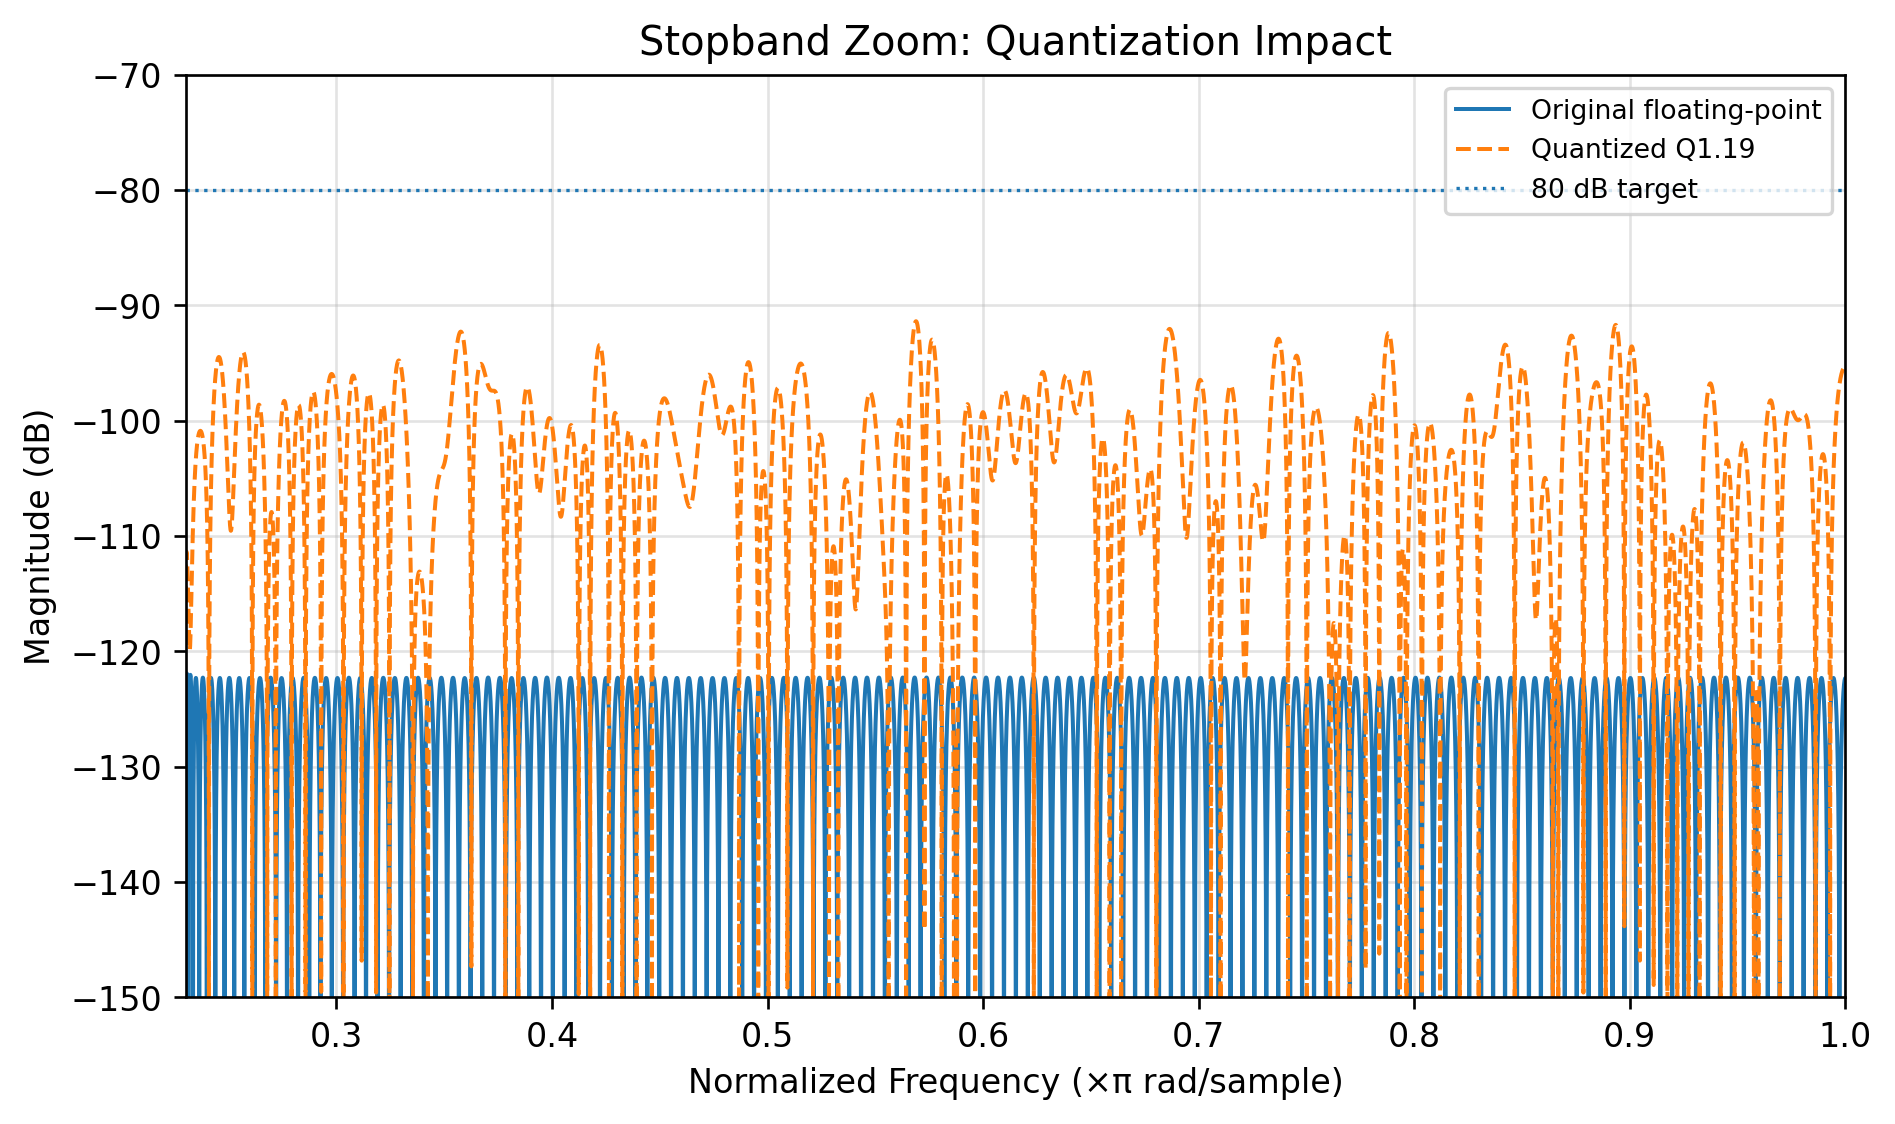 Stopband Zoom: Quantization Impact
Original floating-point
Quantized Q1.19
80 dB target
Magnitude (dB)
−70
−80
−90
−100
−110
−120
−130
−140
−150
0.3 0.4 0.5 0.6 0.7 0.8 0.9 1.0
Normalized Frequency (×π rad/sample)